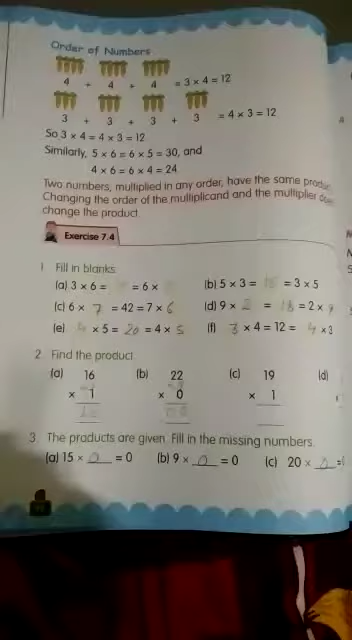 Order of Numbers
4 + 4 + 4 = 3 × 4 = 12
3 + 3 + 3 + 3 = 4 × 3 = 12
So 3 × 4 = 4 × 3 = 12
Similarly, 5 × 6 = 6 × 5 = 30, and
4 × 6 = 6 × 4 = 24
Two numbers, multiplied in any order, have the same
Changing the order of the multiplicand and the multiplier
change the product.
Exercise 7.4
1. Fill in blanks.
(a) 3 × 6 = = 6 × (b) 5 × 3 = 15 = 3 × 5
(c) 6 × 7 = 42 = 7 × 6 (d) 9 × 2 = 18 = 2 × 9
(e) 4 × 5 = 20 = 4 × 5 (f) 3 × 4 = 12 = 4 × 3
2. Find the product.
(a) 16 (b) 22 (c) 19 (d)
× 1 × 0 × 1
3. The products are given. Fill in the missing numbers.
(a) 15 × 0 = 0 (b) 9 × 0 = 0 (c) 20 × 0 =